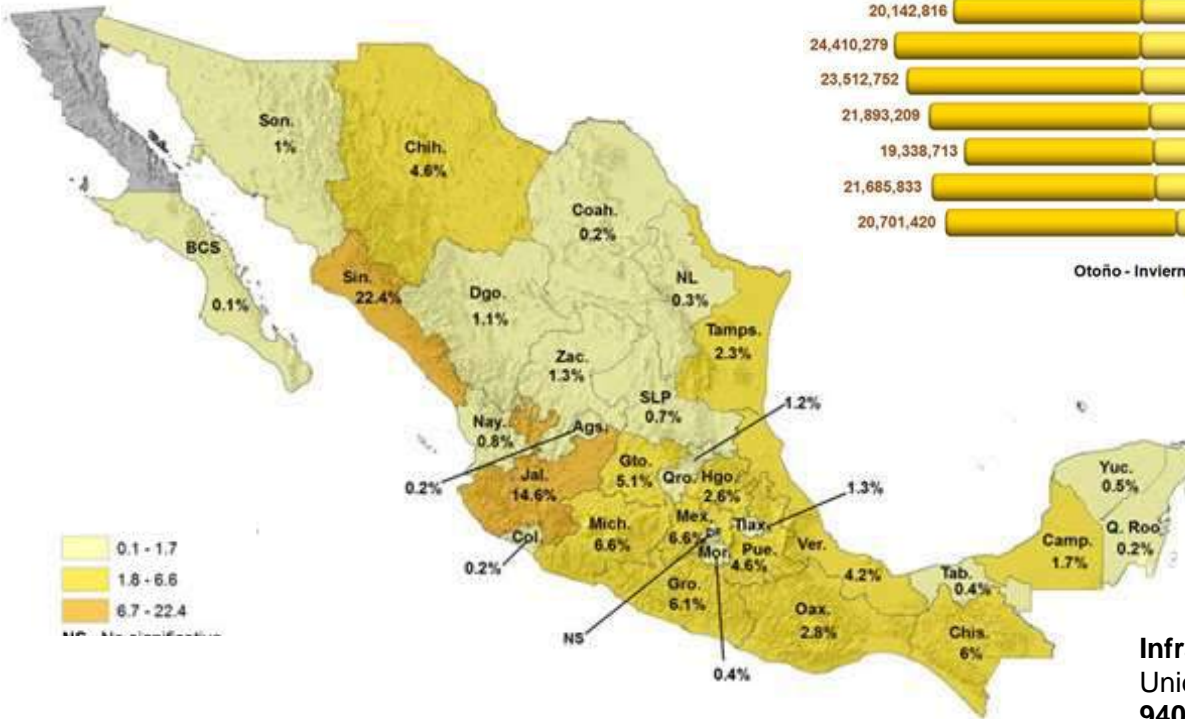 20,142,816
24,410,279
23,512,752
21,893,209
19,338,713
21,685,833
20,701,420
Otoño - Inviern
Son.
1%
Chih.
4.6%
Coah.
0.2%
BCS
0.1%
Sin.
22.4%
Dgo.
1.1%
NL
0.3%
Tamps.
2.3%
Zac.
1.3%
SLP
0.7%
1.2%
Nay.
0.8%
Ags.
0.2%
Gto.
5.1%
Qro.
Hgo.
2.6%
1.3%
Jal.
14.6%
Col.
0.2%
Mich.
6.6%
Mex.
6.6%
DF
Tlax.
Mor.
Pue.
4.6%
Ver.
4.2%
Gro.
6.1%
NS
0.4%
Oax.
2.8%
Tab.
0.4%
Chis.
6%
Camp.
1.7%
Yuc.
0.5%
Q. Roo
0.2%
0.1 - 1.7
1.8 - 6.6
6.7 - 22.4
Infr
Unio
940